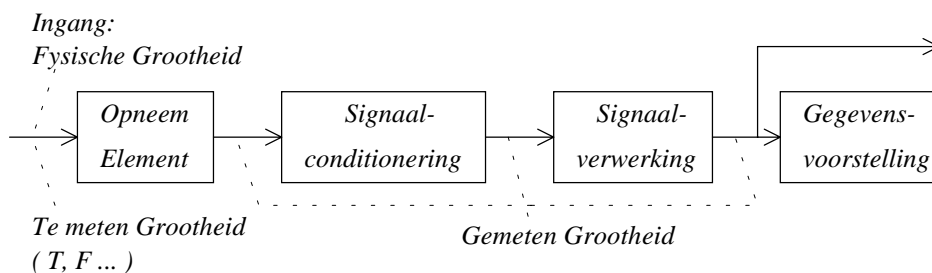 Ingang:
Fysische Grootheid
Opneem
Element
Signaal-
conditionering
Signaal-
verwerking
Gegevens-
voorstelling
Te meten Grootheid
( T, F ... )
Gemeten Grootheid